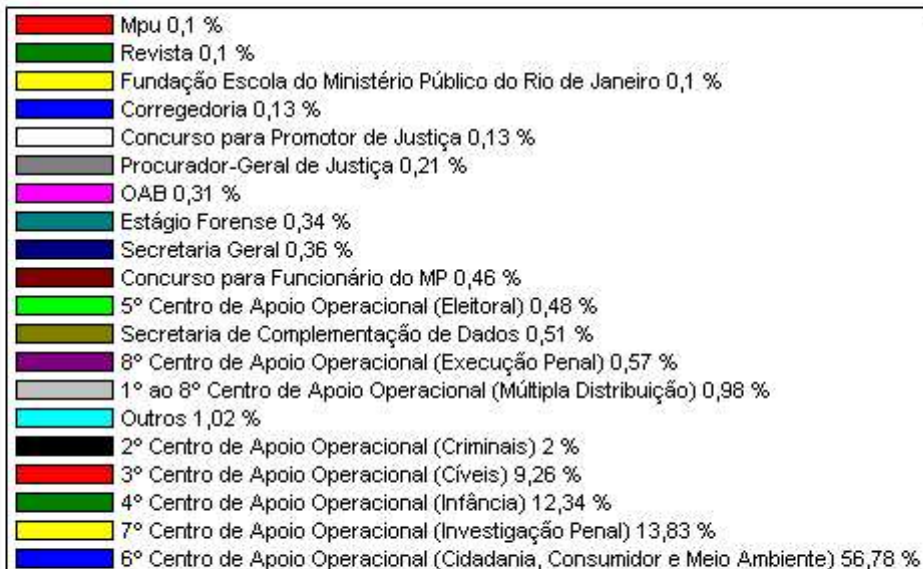 Mpu 0,1 %
Revista 0,1 %
Fundação Escola do Ministério Público do Rio de Janeiro 0,1 %
Corregedoria 0,13 %
Concurso para Promotor de Justiça 0,13 %
Procurador-Geral de Justiça 0,21 %
OAB 0,31 %
Estágio Forense 0,34 %
Secretaria Geral 0,36 %
Concurso para Funcionário do MP 0,46 %
5º Centro de Apoio Operacional (Eleitoral) 0,48 %
Secretaria de Complementação de Dados 0,51 %
8º Centro de Apoio Operacional (Execução Penal) 0,57 %
1º ao 8º Centro de Apoio Operacional (Múltipla Distribuição) 0,98 %
Outros 1,02 %
2º Centro de Apoio Operacional (Criminais) 2 %
3º Centro de Apoio Operacional (Cíveis) 9,26 %
4º Centro de Apoio Operacional (Infância) 12,34 %
7º Centro de Apoio Operacional (Investigação Penal) 13,83 %
6º Centro de Apoio Operacional (Cidadania, Consumidor e Meio Ambiente) 56,78 %